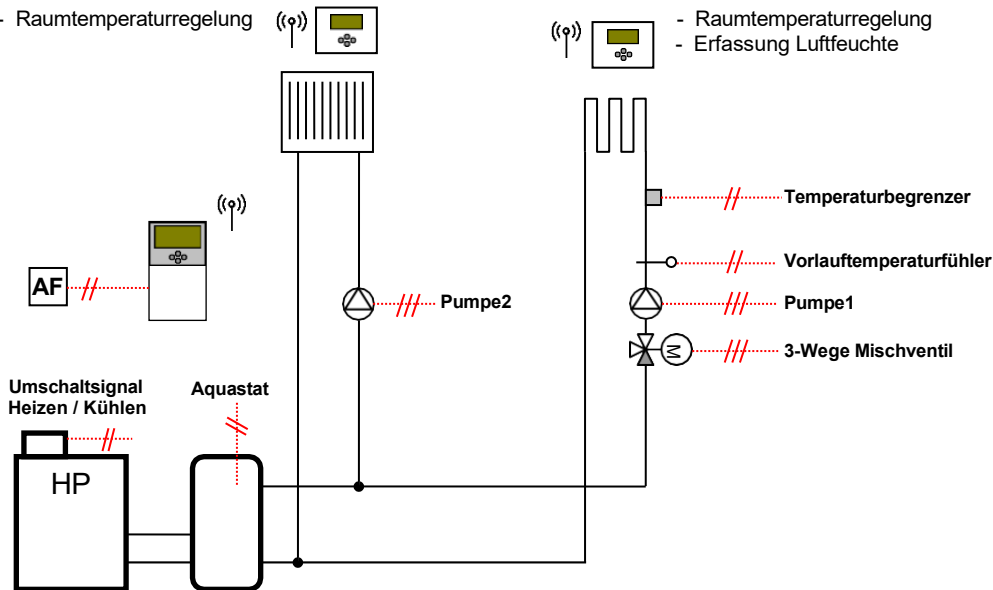 - Raumtemperaturregelung
- Raumtemperaturregelung
- Erfassung Luftfeuchte
Temperaturbegrenzer
AF
Vorlauftemperaturfühler
Pumpe2
Pumpe1
M
3-Wege Mischventil
Umschaltsignal
Heizen / Kühlen
Aquastat
HP